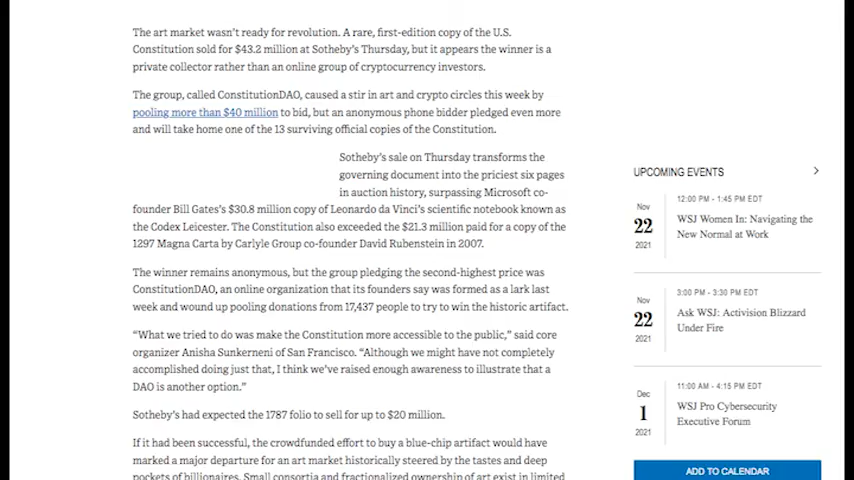 The art market wasn't ready for revolution. A rare, first-edition copy of the U.S.
Constitution sold for $43.2 million at Sotheby's Thursday, but it appears the winner is a
private collector rather than an online group of cryptocurrency investors.
The group, called ConstitutionDAO, caused a stir in art and crypto circles this week by
pooling more than $40 million to bid, but an anonymous phone bidder pledged even more
and will take home one of the 13 surviving official copies of the Constitution.
Sotheby's sale on Thursday transforms the
governing document into the priciest six pages
in auction history, surpassing Microsoft co-
founder Bill Gates's $30.8 million copy of Leonardo da Vinci's scientific notebook known as
the Codex Leicester. The Constitution also exceeded the $21.3 million paid for a copy of the
1297 Magna Carta by Carlyle Group co-founder David Rubenstein in 2007.
The winner remains anonymous, but the group pledging the second-highest price was
ConstitutionDAO, an online organization that its founders say was formed as a lark last
week and wound up pooling donations from 17,437 people to try to win the historic artifact.
"What we tried to do was make the Constitution more accessible to the public," said core
organizer Anisha Sunkerneni of San Francisco. "Although we might have not completely
accomplished doing just that, I think we've raised enough awareness to illustrate that a
DAO is another option."
Sotheby's had expected the 1787 folio to sell for up to $20 million.
If it had been successful, the crowdfunded effort to buy a blue-chip artifact would have
marked a major departure for an art market historically steered by the tastes and deep
pockets of billionaires. Small consortia and fractionalized ownership of art exist in limited
UPCOMING EVENTS
Nov
22
2021
12:00 PM - 1:45 PM EDT
WSJ Women In: Navigating the
New Normal at Work
Nov
22
2021
3:00 PM - 3:30 PM EDT
Ask WSJ: Activision Blizzard
Under Fire
Dec
1
2021
11:00 AM - 4:15 PM EDT
WSJ Pro Cybersecurity
Executive Forum
ADD TO CALENDAR